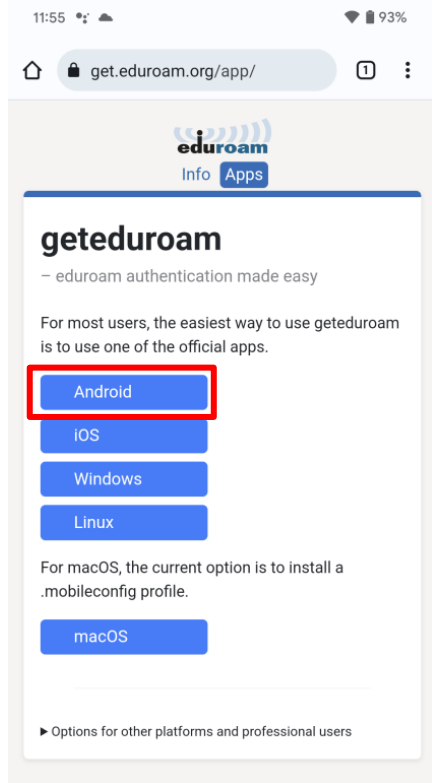 11:55
93%
get.eduroam.org/app/
1
eduroam
Info Apps
geteduroam
– eduroam authentication made easy
For most users, the easiest way to use geteduroam
is to use one of the official apps.
Android
iOS
Windows
Linux
For macOS, the current option is to install a
.mobileconfig profile.
macOS
Options for other platforms and professional users